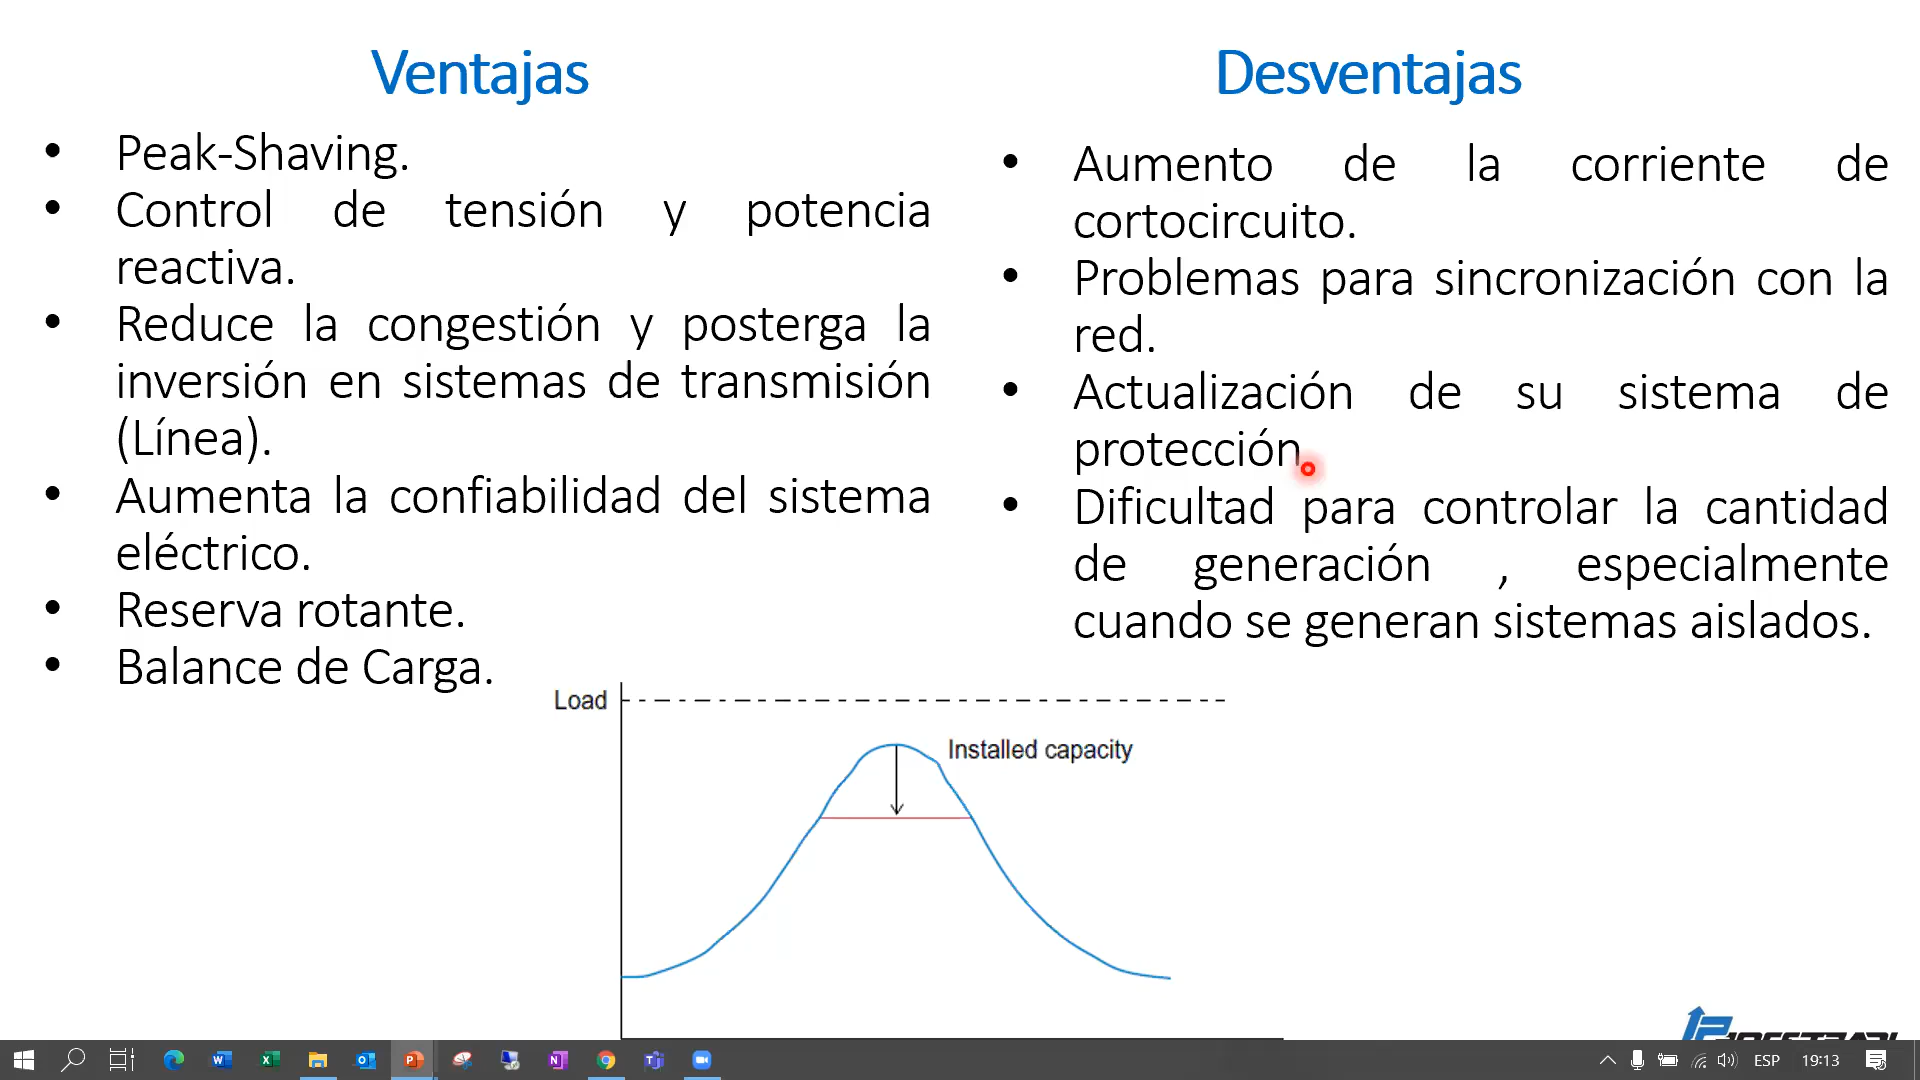 Ventajas
• Peak-Shaving.
• Control de tensión y potencia
reactiva.
• Reduce la congestión y posterga la
inversión en sistemas de transmisión
(Línea).
• Aumenta la confiabilidad del sistema
eléctrico.
• Reserva rotante.
• Balance de Carga.
Desventajas
• Aumento de la corriente de
cortocircuito.
• Problemas para sincronización con la
red.
• Actualización de su sistema de
protección.
• Dificultad para controlar la cantidad
de generación , especialmente
cuando se generan sistemas aislados.
Load
Installed capacity
ESP
19:13